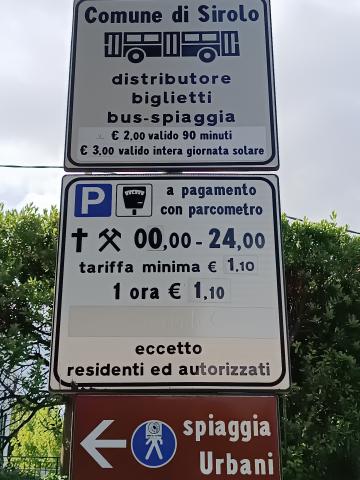 Comune di Sirolo
distributore
biglietti
bus-spiaggia
€ 2,00 valido 90 minuti
€ 3,00 valido intera giornata solare
P a pagamento
con parcometro
00,00-24,00
tariffa minima € 1,10
1 ora € 1,10
eccetto
residenti ed autorizzati
spiaggia
Urbani